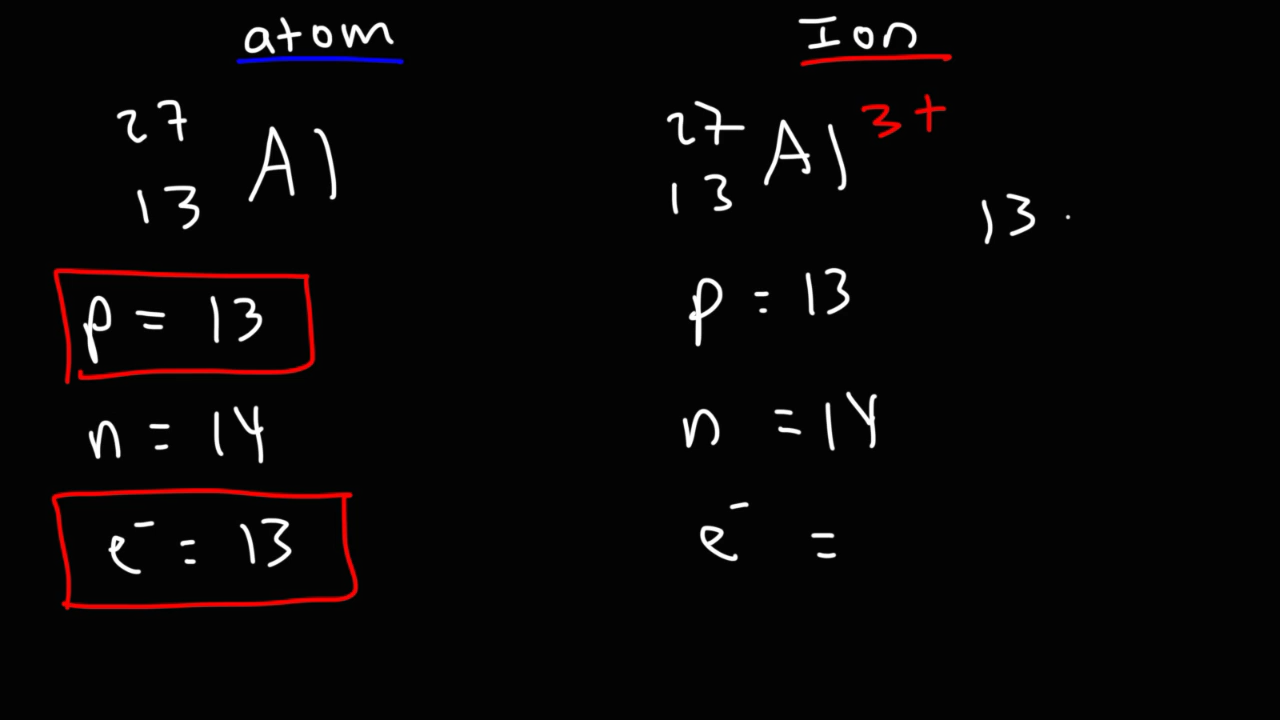 atom
27
13 Al
p = 13
n = 14
e⁻ = 13
Ion
27
13 Al 3+
13 .
p = 13
n = 14
e⁻ =